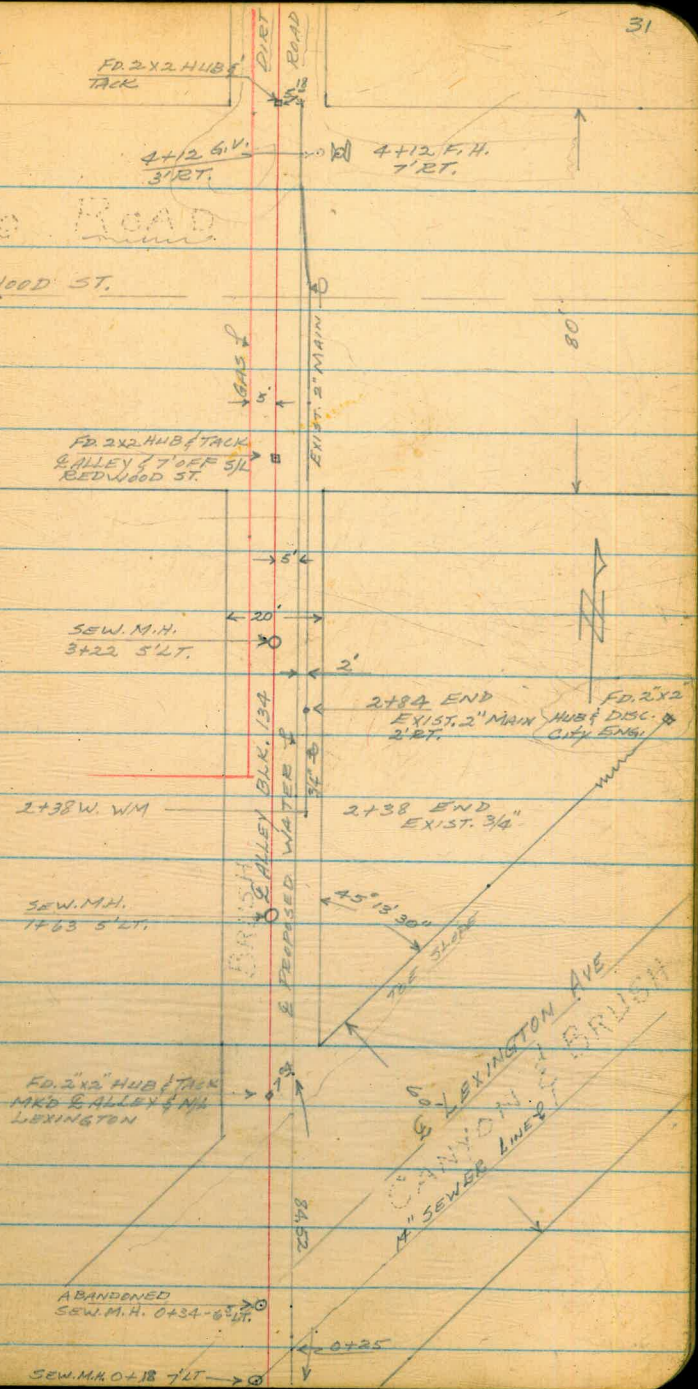 31
DIRT
ROAD
FD. 2X2 HUB &
TACK
4+12 G.V.
3' RT.
4+12 F. H.
7' RT.
ROAD
WOOD ST.
GAS ℄
5'
EXIST. 2" MAIN
80'
FD. 2X2 HUB & TACK
℄ ALLEY & 7' OFF S/L
REDWOOD ST.
5'
20'
SEW. M.H.
3+22 5' LT.
2'
2+84 END
EXIST. 2" MAIN
2' RT.
FD. 2"X2"
HUB & DISC.
CITY ENG.
3/4"
℄ ALLEY BLK. 134
℄ PROPOSED WATER
2+38 W. WM
2+38 END
EXIST. 3/4"
BRUSH
SEW. M.H.
1+63 5' LT.
45° 13' 30"
TOE SLOPE
FD. 2"X2" HUB & TACK
MKD ℄ ALLEY & N/L
LEXINGTON
℄ LEXINGTON AVE
BRUSH
CANYON
14" SEWER LINE
84.52
ABANDONED
SEW. M.H. 0+34
0+25
SEW. M.H. 0+18 7' LT